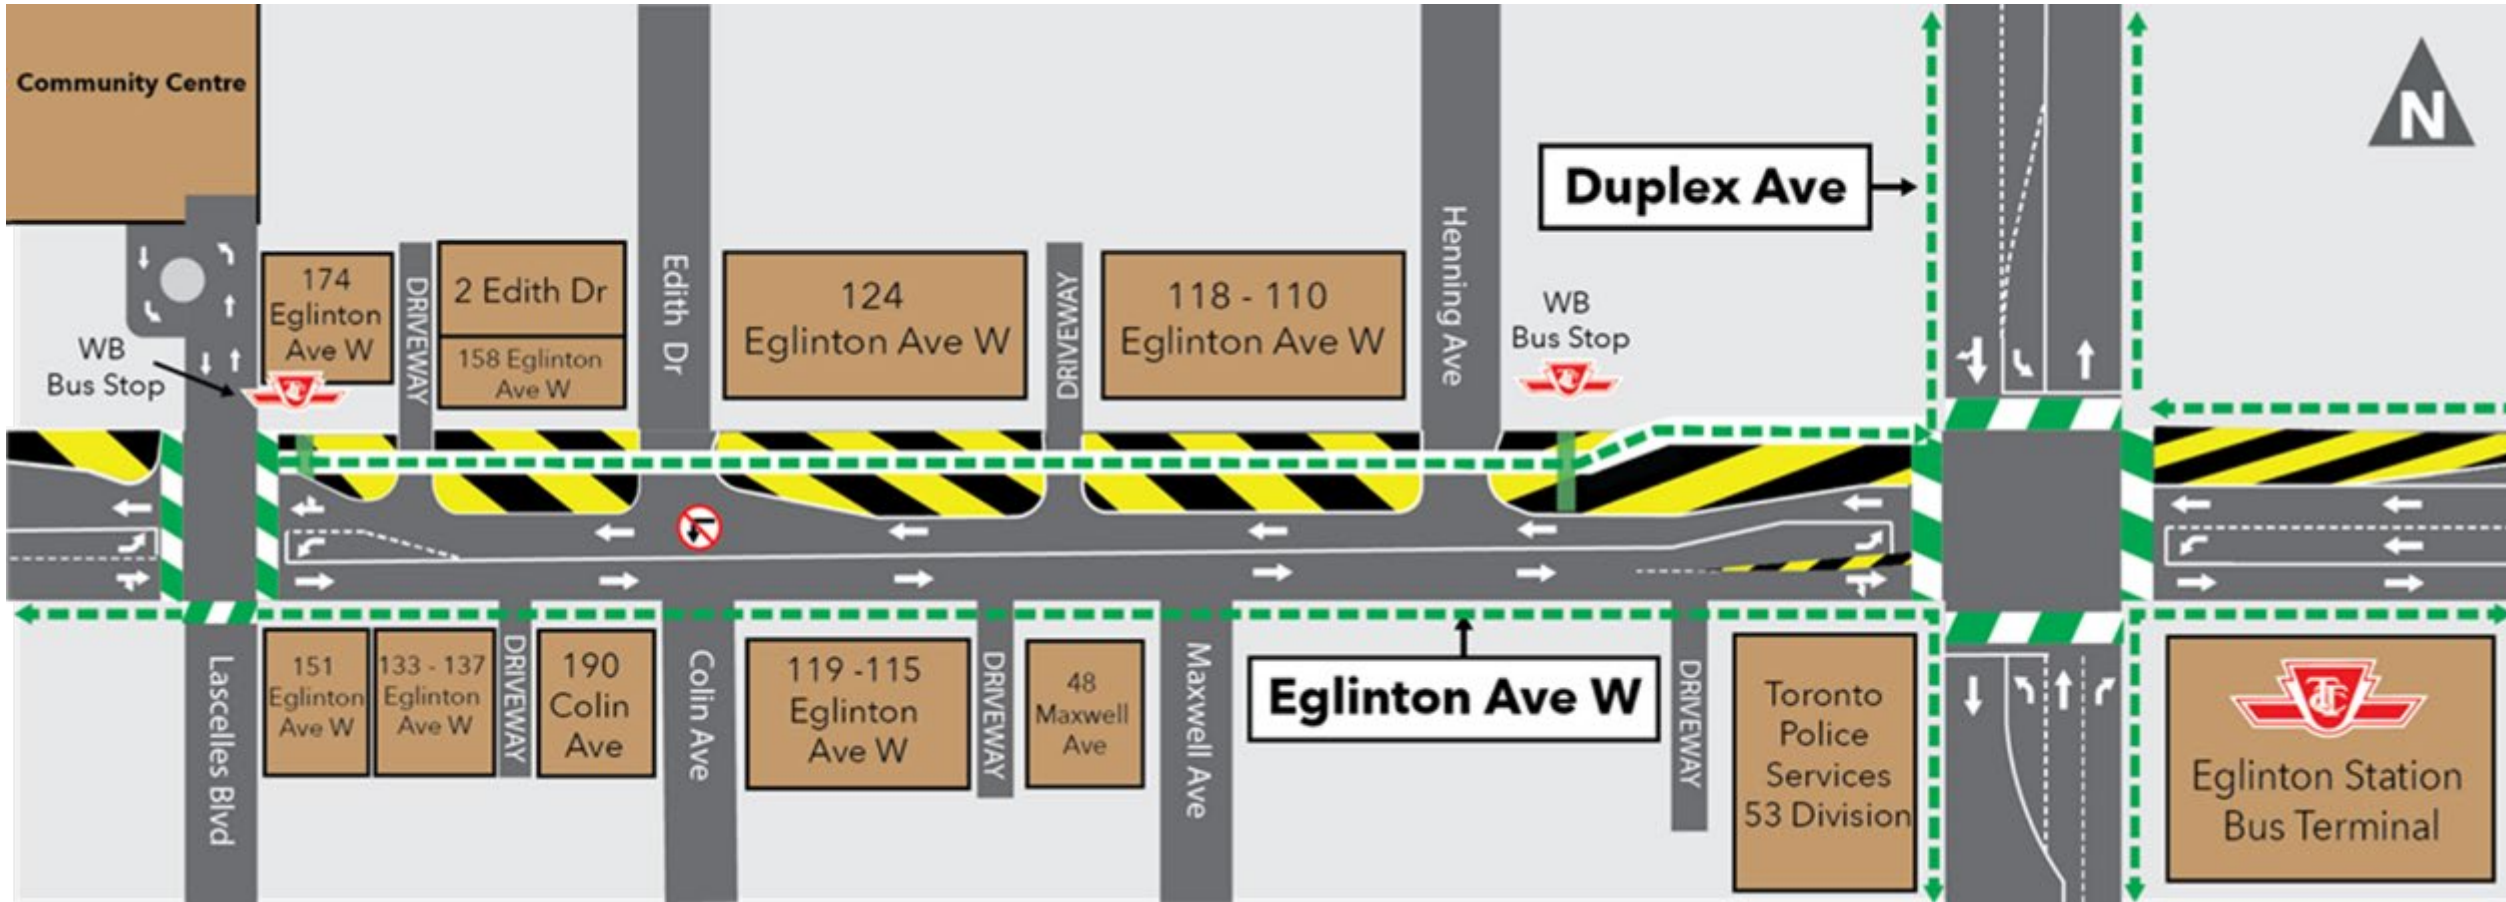 Community Centre
N
Duplex Ave
174
Eglinton
Ave W
DRIVEWAY
2 Edith Dr
158 Eglinton
Ave W
Edith Dr
124
Eglinton Ave W
DRIVEWAY
118 - 110
Eglinton Ave W
Henning Ave
WB
Bus Stop
WB
Bus Stop
Lascelles Blvd
151
Eglinton
Ave W
133 - 137
Eglinton
Ave W
DRIVEWAY
190
Colin
Ave
Colin Ave
119 -115
Eglinton
Ave W
DRIVEWAY
48
Maxwell
Ave
Maxwell Ave
Eglinton Ave W
DRIVEWAY
Toronto
Police
Services
53 Division
TTC
Eglinton Station
Bus Terminal